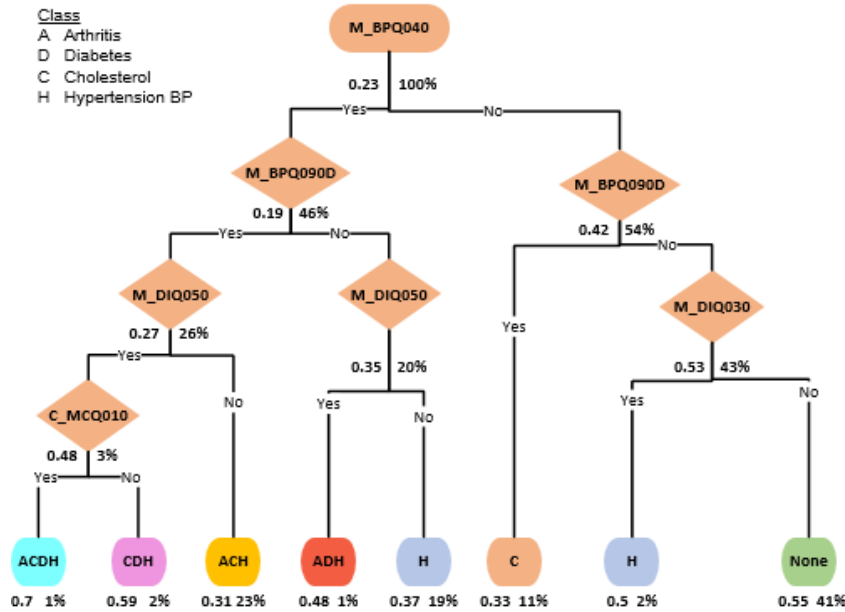 Class
A Arthritis
D Diabetes
C Cholesterol
H Hypertension BP
M_BPQ040
0.23 100%
Yes No
M_BPQ090D M_BPQ090D
0.19 46% 0.42 54%
Yes No No
M_DIQ050 M_DIQ050 M_DIQ030
Yes
0.27 26% 0.35 20% 0.53 43%
Yes No Yes No Yes No
C_MCQ010
0.48 3%
Yes No
ACDH CDH ACH ADH H C H None
0.7 1% 0.59 2% 0.31 23% 0.48 1% 0.37 19% 0.33 11% 0.5 2% 0.55 41%